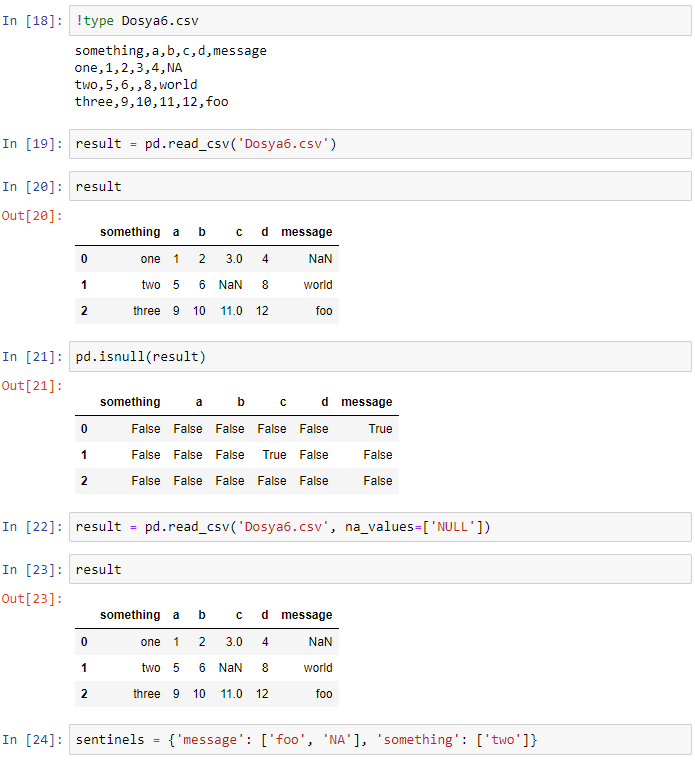 In [18]: !type Dosya6.csv
something,a,b,c,d,message
one,1,2,3,4,NA
two,5,6,,8,world
three,9,10,11,12,foo
In [19]: result = pd.read_csv('Dosya6.csv')
In [20]: result
Out[20]:
something a b c d message
0 one 1 2 3.0 4 NaN
1 two 5 6 NaN 8 world
2 three 9 10 11.0 12 foo
In [21]: pd.isnull(result)
Out[21]:
something a b c d message
0 False False False False False True
1 False False False True False False
2 False False False False False False
In [22]: result = pd.read_csv('Dosya6.csv', na_values=['NULL'])
In [23]: result
Out[23]:
something a b c d message
0 one 1 2 3.0 4 NaN
1 two 5 6 NaN 8 world
2 three 9 10 11.0 12 foo
In [24]: sentinels = {'message': ['foo', 'NA'], 'something': ['two']}